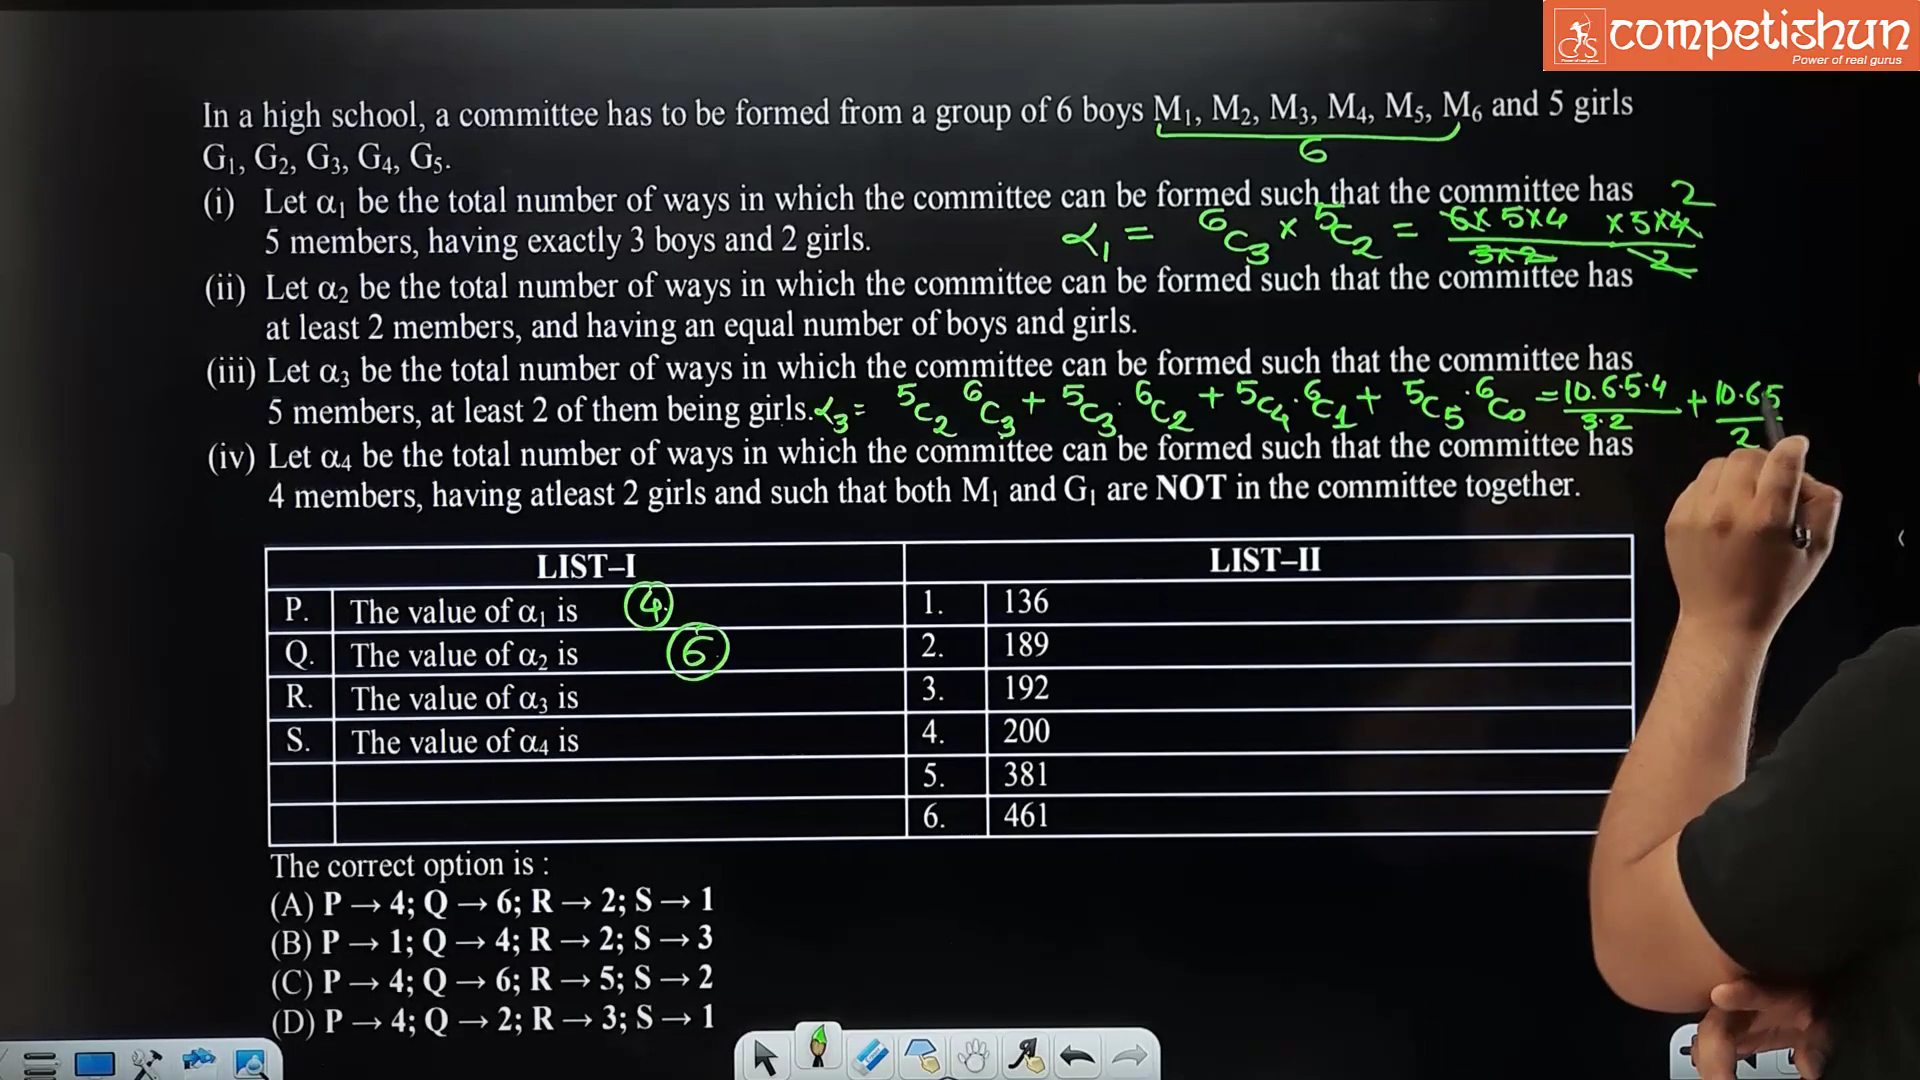 competishun
Power of real gurus
In a high school, a committee has to be formed from a group of 6 boys M₁, M₂, M₃, M₄, M₅, M₆ and 5 girls
6
G₁, G₂, G₃, G₄, G₅.
(i) Let α₁ be the total number of ways in which the committee can be formed such that the committee has
5 members, having exactly 3 boys and 2 girls.
α₁ = ⁶C₃ × ⁵C₂ = 6×5×4 ×5×4 / 3×2 2
2
(ii) Let α₂ be the total number of ways in which the committee can be formed such that the committee has
at least 2 members, and having an equal number of boys and girls.
(iii) Let α₃ be the total number of ways in which the committee can be formed such that the committee has
5 members, at least 2 of them being girls.
α₃ = ⁵C₂ ⁶C₃ + ⁵C₃·⁶C₂ + ⁵C₄·⁶C₁ + ⁵C₅·⁶C₀ = 10.6.5.4 / 3.2 + 10.65 / 2
(iv) Let α₄ be the total number of ways in which the committee can be formed such that the committee has
4 members, having atleast 2 girls and such that both M₁ and G₁ are NOT in the committee together.
LIST–I LIST–II
P. The value of α₁ is 4. 1. 136
Q. The value of α₂ is 6 2. 189
R. The value of α₃ is 3. 192
S. The value of α₄ is 4. 200
5. 381
6. 461
The correct option is :
(A) P → 4; Q → 6; R → 2; S → 1
(B) P → 1; Q → 4; R → 2; S → 3
(C) P → 4; Q → 6; R → 5; S → 2
(D) P → 4; Q → 2; R → 3; S → 1